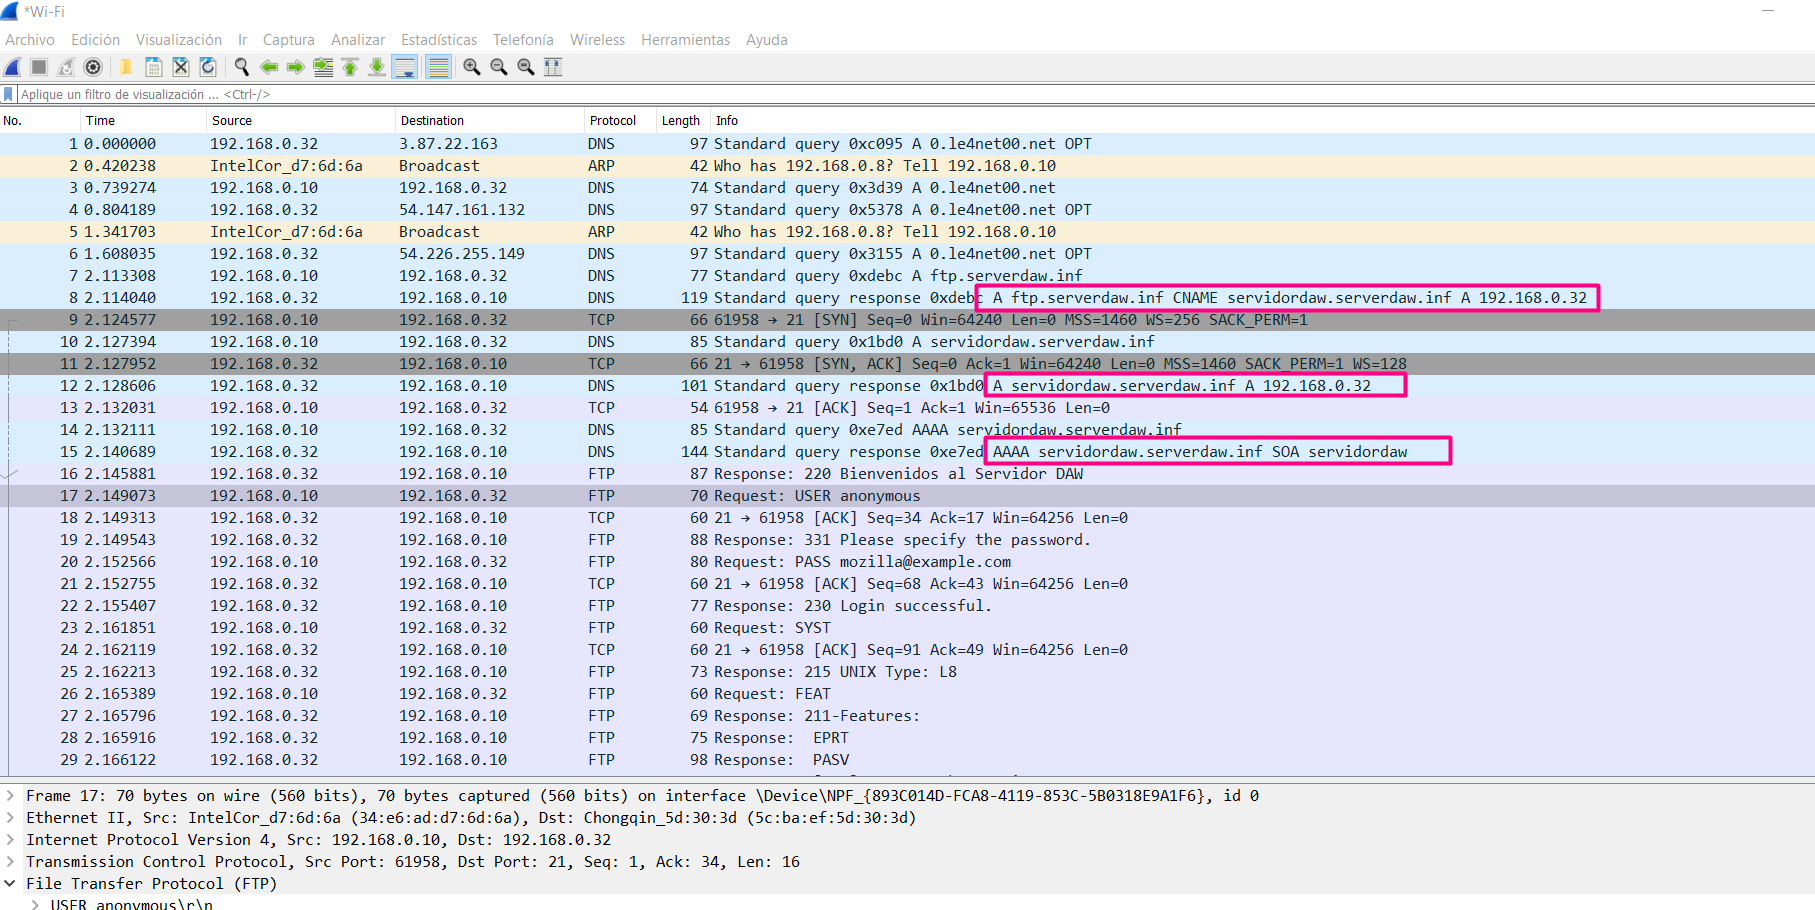 *Wi-Fi
Archivo Edición Visualización Ir Captura Analizar Estadísticas Telefonía Wireless Herramientas Ayuda
Aplique un filtro de visualización ... <Ctrl-/>
No. Time Source Destination Protocol Length Info
1 0.000000 192.168.0.32 3.87.22.163 DNS 97 Standard query 0xc095 A 0.le4net00.net OPT
2 0.420238 IntelCor_d7:6d:6a Broadcast ARP 42 Who has 192.168.0.8? Tell 192.168.0.10
3 0.739274 192.168.0.10 192.168.0.32 DNS 74 Standard query 0x3d39 A 0.le4net00.net
4 0.804189 192.168.0.32 54.147.161.132 DNS 97 Standard query 0x5378 A 0.le4net00.net OPT
5 1.341703 IntelCor_d7:6d:6a Broadcast ARP 42 Who has 192.168.0.8? Tell 192.168.0.10
6 1.608035 192.168.0.32 54.226.255.149 DNS 97 Standard query 0x3155 A 0.le4net00.net OPT
7 2.113308 192.168.0.10 192.168.0.32 DNS 77 Standard query 0xdebc A ftp.serverdaw.inf
8 2.114040 192.168.0.32 192.168.0.10 DNS 119 Standard query response 0xdebc A ftp.serverdaw.inf CNAME servidordaw.serverdaw.inf A 192.168.0.32
9 2.124577 192.168.0.10 192.168.0.32 TCP 66 61958 → 21 [SYN] Seq=0 Win=64240 Len=0 MSS=1460 WS=256 SACK_PERM=1
10 2.127394 192.168.0.10 192.168.0.32 DNS 85 Standard query 0x1bd0 A servidordaw.serverdaw.inf
11 2.127952 192.168.0.32 192.168.0.10 TCP 66 21 → 61958 [SYN, ACK] Seq=0 Ack=1 Win=64240 Len=0 MSS=1460 SACK_PERM=1 WS=128
12 2.128606 192.168.0.32 192.168.0.10 DNS 101 Standard query response 0x1bd0 A servidordaw.serverdaw.inf A 192.168.0.32
13 2.132031 192.168.0.10 192.168.0.32 TCP 54 61958 → 21 [ACK] Seq=1 Ack=1 Win=65536 Len=0
14 2.132111 192.168.0.10 192.168.0.32 DNS 85 Standard query 0xe7ed AAAA servidordaw.serverdaw.inf
15 2.140689 192.168.0.32 192.168.0.10 DNS 144 Standard query response 0xe7ed AAAA servidordaw.serverdaw.inf SOA servidordaw
16 2.145881 192.168.0.32 192.168.0.10 FTP 87 Response: 220 Bienvenidos al Servidor DAW
17 2.149073 192.168.0.10 192.168.0.32 FTP 70 Request: USER anonymous
18 2.149313 192.168.0.32 192.168.0.10 TCP 60 21 → 61958 [ACK] Seq=34 Ack=17 Win=64256 Len=0
19 2.149543 192.168.0.32 192.168.0.10 FTP 88 Response: 331 Please specify the password.
20 2.152566 192.168.0.10 192.168.0.32 FTP 80 Request: PASS mozilla@example.com
21 2.152755 192.168.0.32 192.168.0.10 TCP 60 21 → 61958 [ACK] Seq=68 Ack=43 Win=64256 Len=0
22 2.155407 192.168.0.32 192.168.0.10 FTP 77 Response: 230 Login successful.
23 2.161851 192.168.0.10 192.168.0.32 FTP 60 Request: SYST
24 2.162119 192.168.0.32 192.168.0.10 TCP 60 21 → 61958 [ACK] Seq=91 Ack=49 Win=64256 Len=0
25 2.162213 192.168.0.32 192.168.0.10 FTP 73 Response: 215 UNIX Type: L8
26 2.165389 192.168.0.10 192.168.0.32 FTP 60 Request: FEAT
27 2.165796 192.168.0.32 192.168.0.10 FTP 69 Response: 211-Features:
28 2.165916 192.168.0.32 192.168.0.10 FTP 75 Response: EPRT
29 2.166122 192.168.0.32 192.168.0.10 FTP 98 Response: PASV
Frame 17: 70 bytes on wire (560 bits), 70 bytes captured (560 bits) on interface \Device\NPF_{893C014D-FCA8-4119-853C-5B0318E9A1F6}, id 0
Ethernet II, Src: IntelCor_d7:6d:6a (34:e6:ad:d7:6d:6a), Dst: Chongqin_5d:30:3d (5c:ba:ef:5d:30:3d)
Internet Protocol Version 4, Src: 192.168.0.10, Dst: 192.168.0.32
Transmission Control Protocol, Src Port: 61958, Dst Port: 21, Seq: 1, Ack: 34, Len: 16
File Transfer Protocol (FTP)
USER anonymous\r\n